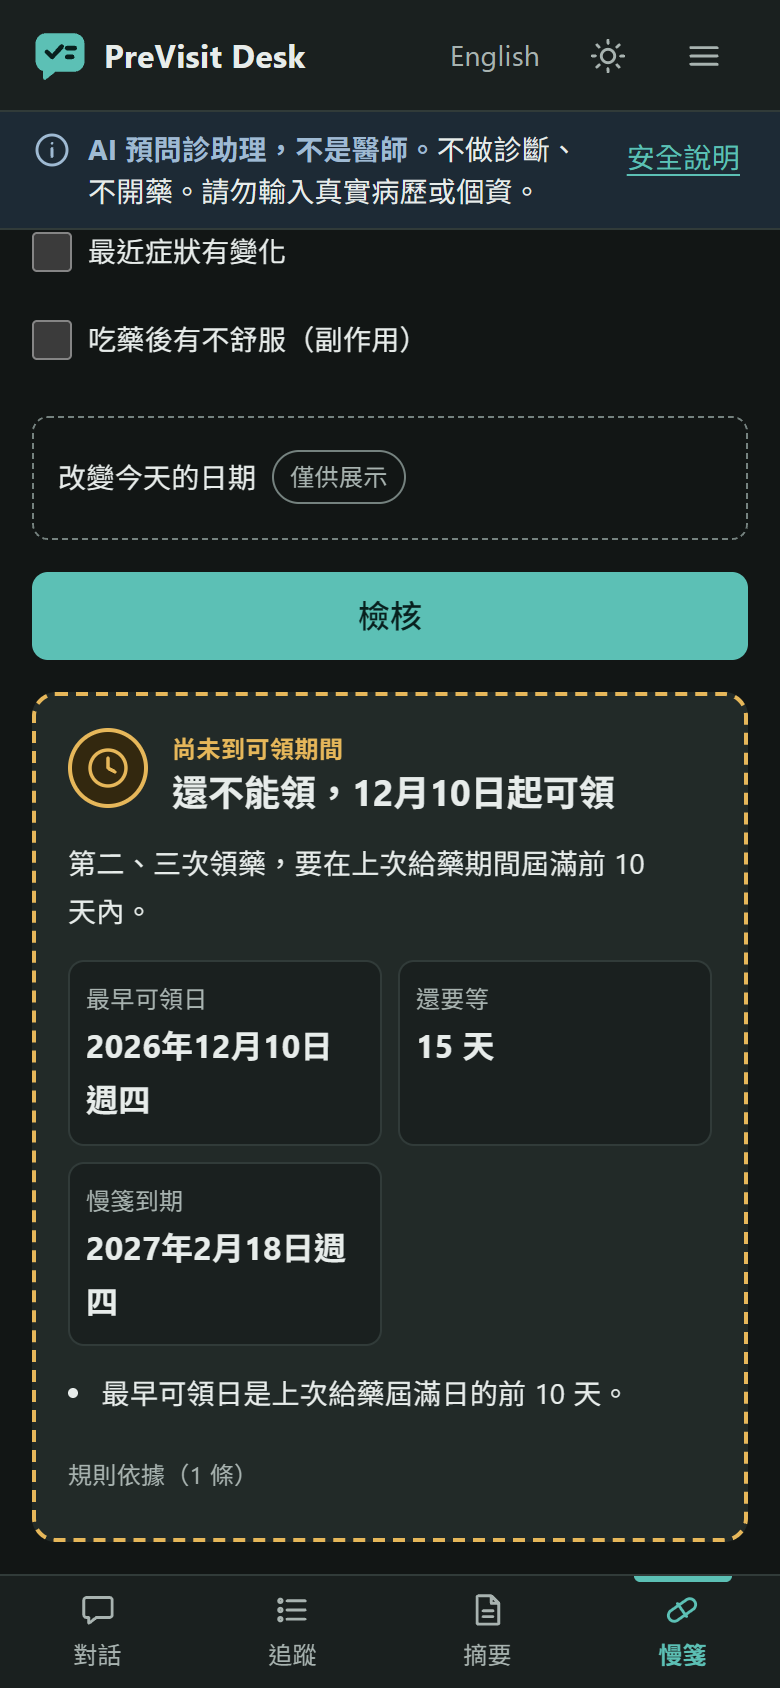 PreVisit Desk
English
AI 預問診助理，不是醫師。不做診斷、
不開藥。請勿輸入真實病歷或個資。
安全說明
最近症狀有變化
吃藥後有不舒服（副作用）
改變今天的日期
僅供展示
檢核
尚未到可領期間
還不能領，12月10日起可領
第二、三次領藥，要在上次給藥期間屆滿前 10
天內。
最早可領日
2026年12月10日
週四
還要等
15 天
慢箋到期
2027年2月18日週
四
最早可領日是上次給藥屆滿日的前 10 天。
規則依據（1 條）
對話
追蹤
摘要
慢箋